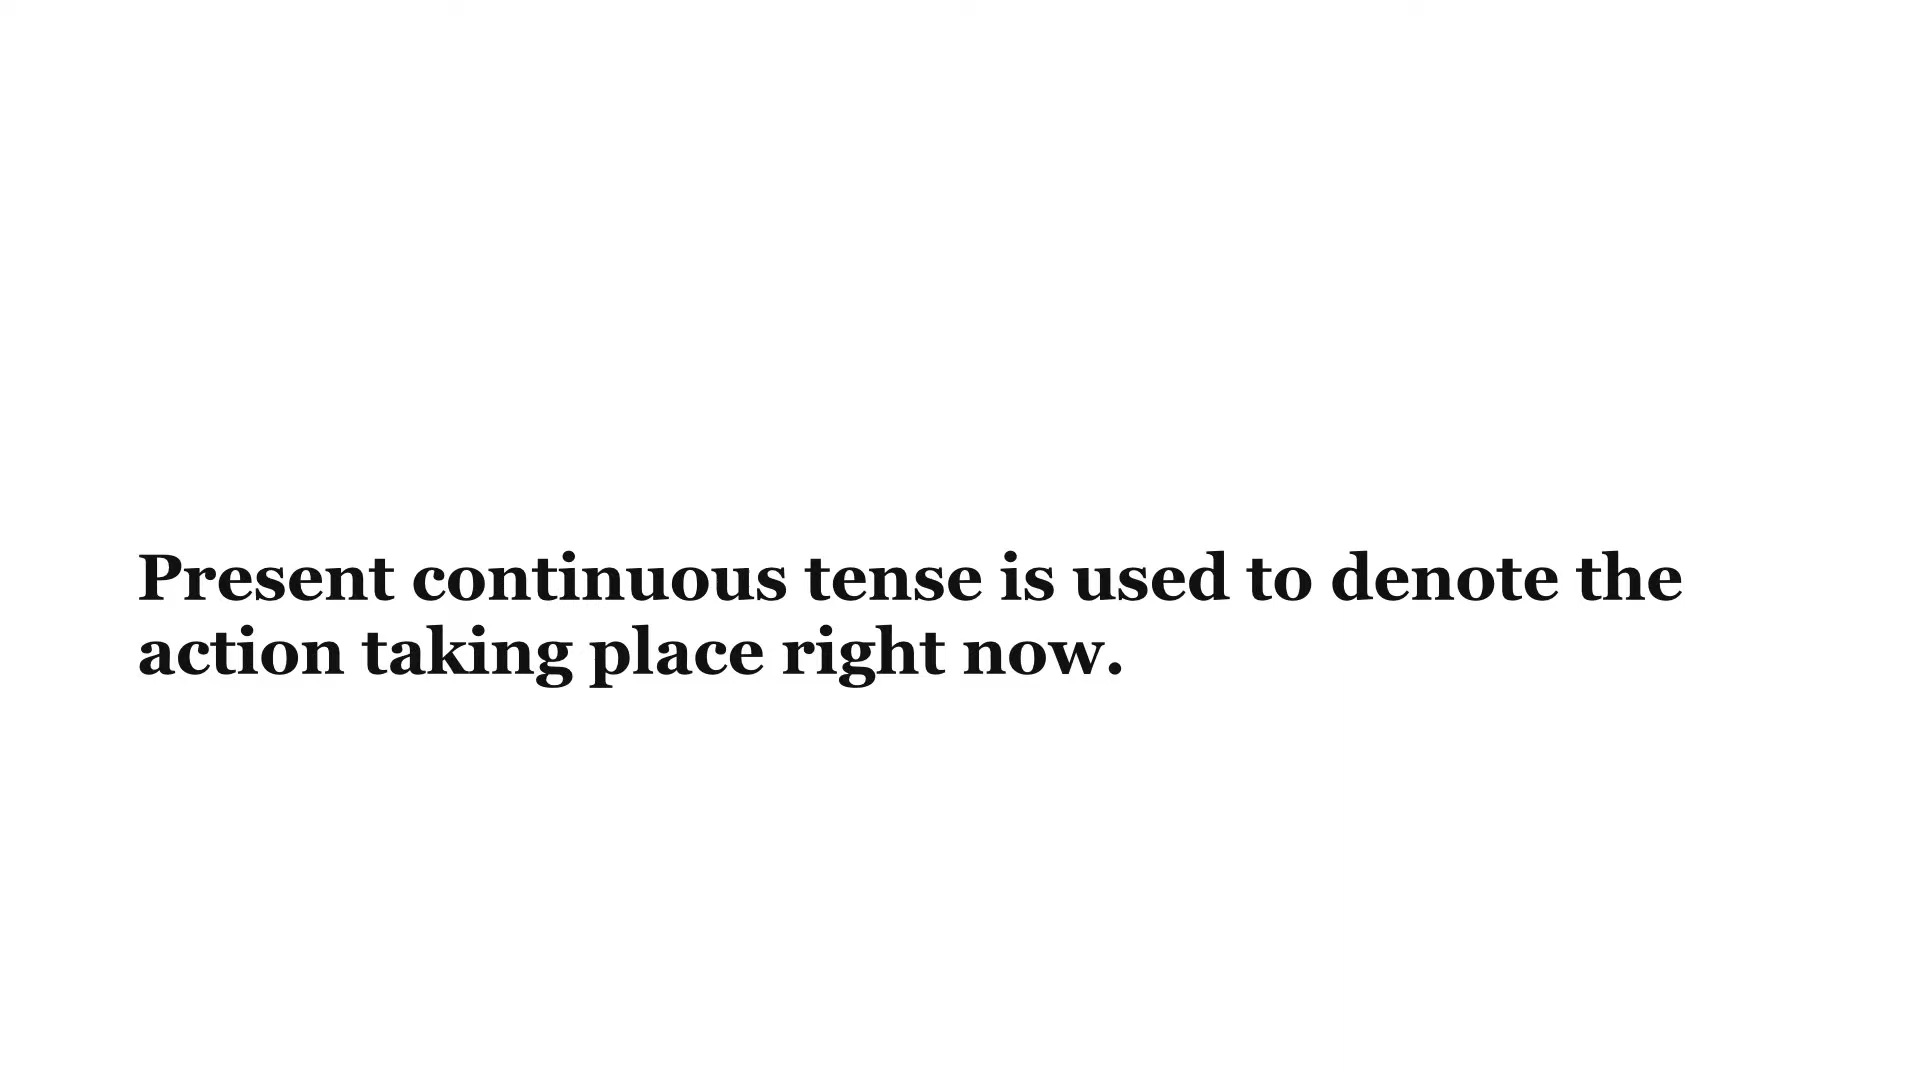 Present continuous tense is used to denote the
action taking place right now.